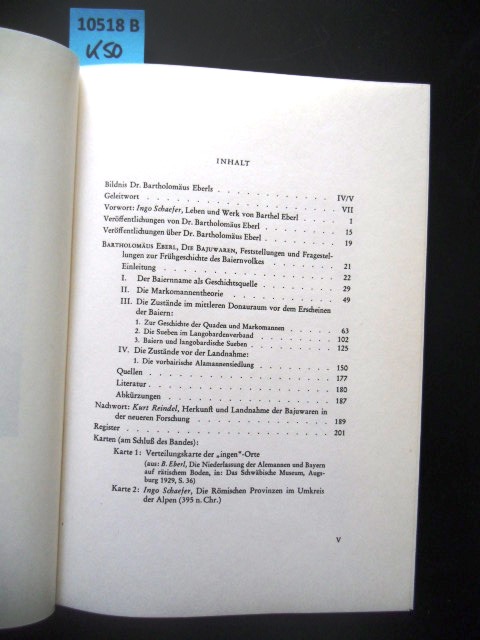 10518 B
K50
INHALT
Bildnis Dr. Bartholomäus Eberls . . . . . . . . . . IV/V
Geleitwort . . . . . . . . . . VII
Vorwort: Ingo Schaefer, Leben und Werk von Barthel Eberl . . . . 1
Veröffentlichungen von Dr. Bartholomäus Eberl . . . . . . 15
Veröffentlichungen über Dr. Bartholomäus Eberl . . . . . . 19
BARTHOLOMÄUS EBERL, DIE BAJUWAREN, Feststellungen und Fragestel-
lungen zur Frühgeschichte des Baiernvolkes . . . . . . 21
Einleitung . . . . . . . . . . 22
I. Der Baiername als Geschichtsquelle . . . . . . 29
II. Die Markomannentheorie . . . . . . 49
III. Die Zustände im mittleren Donauraum vor dem Erscheinen
der Baiern:
1. Zur Geschichte der Quaden und Markomannen . . . . 63
2. Die Sueben im Langobardenverband . . . . . . 102
3. Baiern und langobardische Sueben . . . . . . 125
IV. Die Zustände vor der Landnahme:
1. Die vorbairische Alamannensiedlung . . . . . . 150
Quellen . . . . . . . . . . 177
Literatur . . . . . . . . . . 180
Abkürzungen . . . . . . . . . . 187
Nachwort: Kurt Reindel, Herkunft und Landnahme der Bajuwaren in
der neueren Forschung . . . . . . . . . . 189
Register . . . . . . . . . . 201
Karten (am Schluß des Bandes):
Karte 1: Verteilungskarte der „ingen"-Orte
(aus: B. Eberl, Die Niederlassung der Alemannen und Bayern
auf rätischem Boden, in: Das Schwäbische Museum, Augs-
burg 1929, S. 36)
Karte 2: Ingo Schaefer, Die Römischen Provinzen im Umkreis
der Alpen (395 n. Chr.)
V